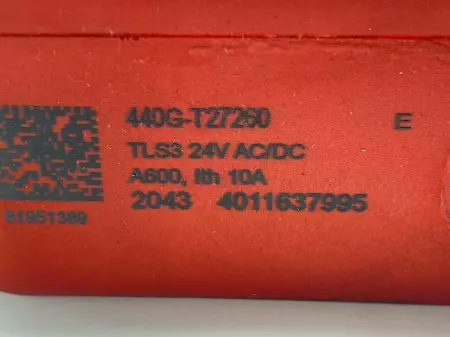 440G-T27260 E
TLS3 24V AC/DC
A600, Ith 10A
2043 4011637995
81951389